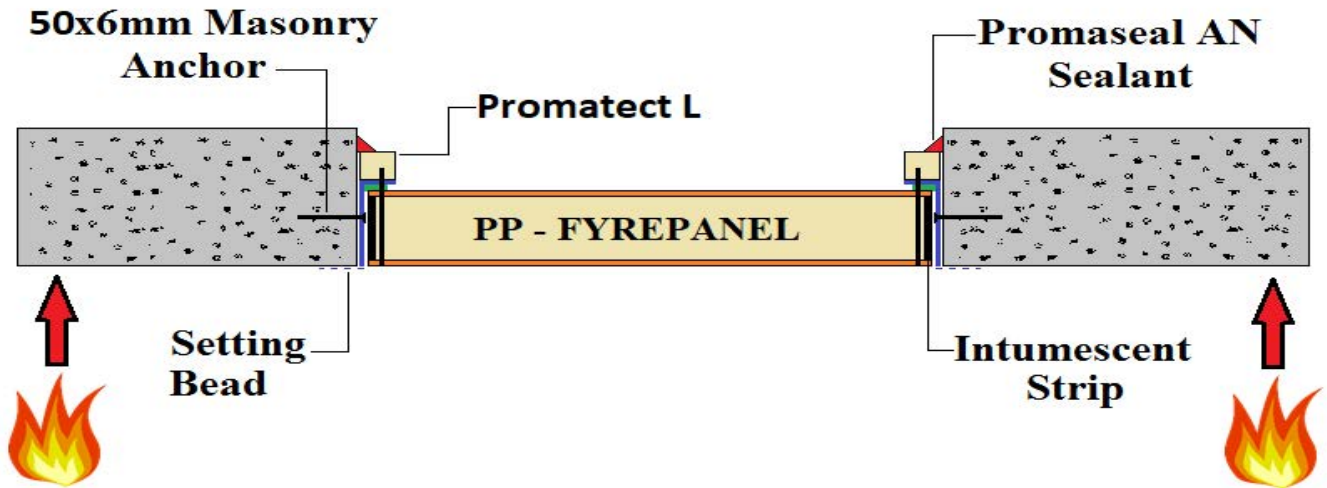 50x6mm Masonry
Anchor
Promaseal AN
Sealant
Promatect L
PP - FYREPANEL
Setting
Bead
Intumescent
Strip